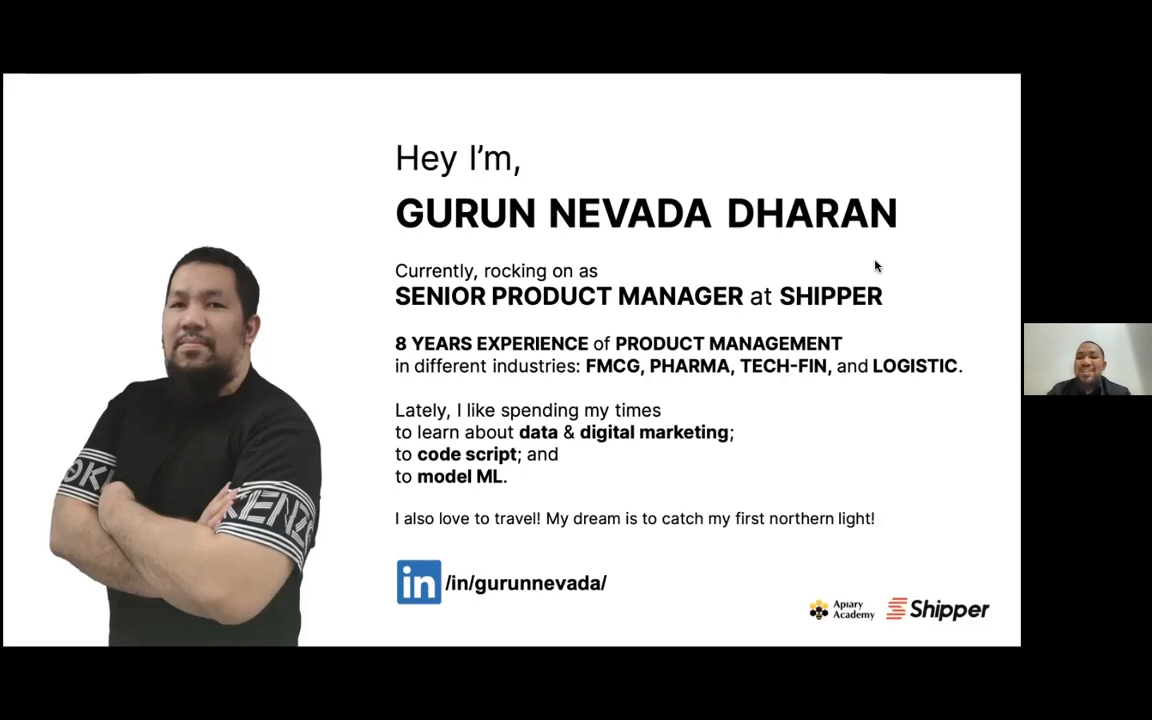 Hey I’m,
GURUN NEVADA DHARAN
Currently, rocking on as
SENIOR PRODUCT MANAGER at SHIPPER
8 YEARS EXPERIENCE of PRODUCT MANAGEMENT
in different industries: FMCG, PHARMA, TECH-FIN, and LOGISTIC.
Lately, I like spending my times
to learn about data & digital marketing;
to code script; and
to model ML.
I also love to travel! My dream is to catch my first northern light!
in /in/gurunnevada/
Apiary
Academy
Shipper
KENZO